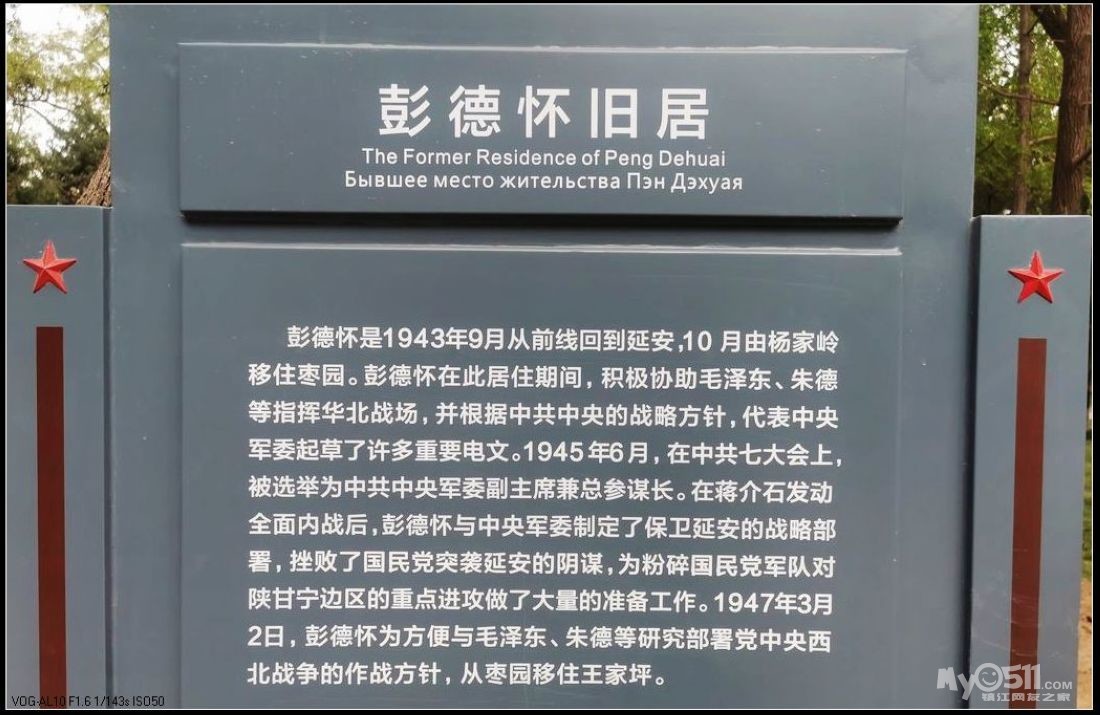 彭德怀旧居
The Former Residence of Peng Dehuai
Бывшее место жительства Пэн Дэхуая
彭德怀是1943年9月从前线回到延安,10月由杨家岭
移住枣园。彭德怀在此居住期间，积极协助毛泽东、朱德
等指挥华北战场，并根据中共中央的战略方针，代表中央
军委起草了许多重要电文。1945年6月，在中共七大会上，
被选举为中共中央军委副主席兼总参谋长。在蒋介石发动
全面内战后，彭德怀与中央军委制定了保卫延安的战略部
署，挫败了国民党突袭延安的阴谋，为粉碎国民党军队对
陕甘宁边区的重点进攻做了大量的准备工作。1947年3月
2日，彭德怀为方便与毛泽东、朱德等研究部署党中央西
北战争的作战方针，从枣园移住王家坪。
VOG-AL10 F1.6 1/143s ISO50
My0511.COM
镇江网友之家